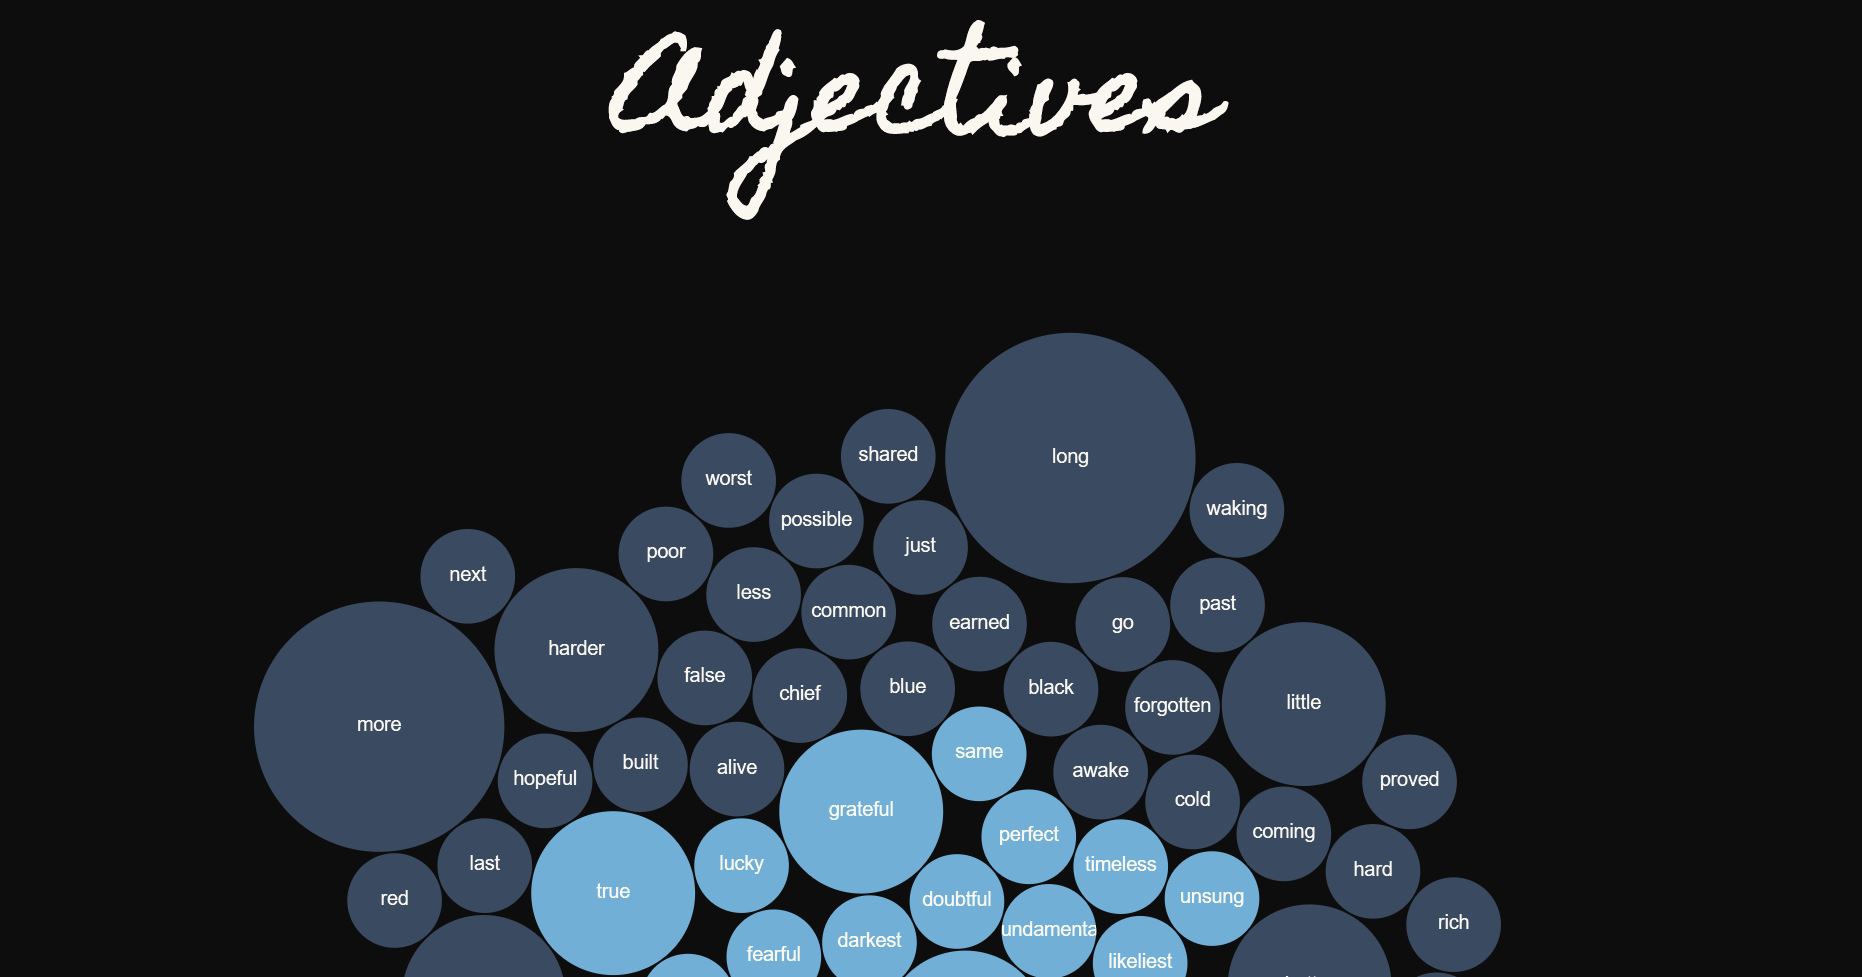 Adjectives
long
shared
worst
waking
possible
just
poor
next
less
past
common
earned
go
harder
false
blue
black
chief
little
forgotten
more
same
built
alive
awake
hopeful
proved
cold
grateful
coming
perfect
last
lucky
timeless
hard
true
unsung
red
doubtful
rich
undamenta
darkest
fearful
likeliest